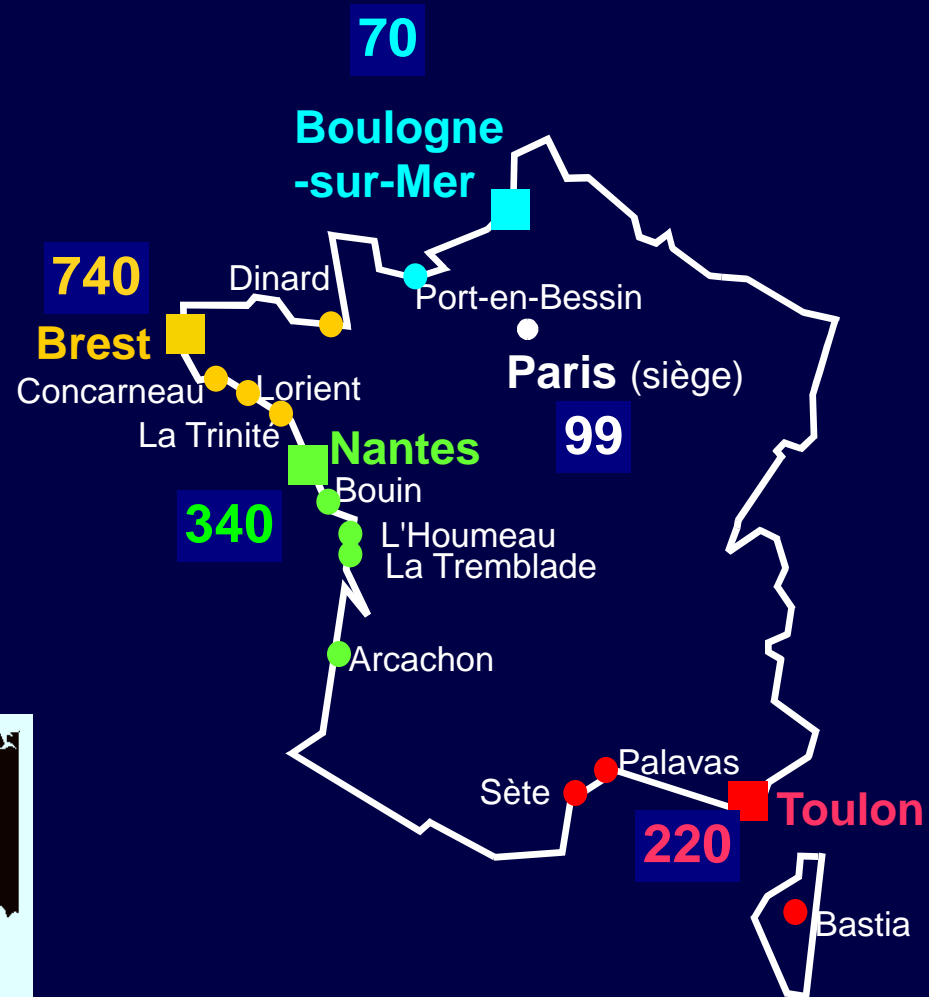 70
Boulogne
-sur-Mer
740
Dinard
Port-en-Bessin
Brest
Paris (siège)
Concarneau
Lorient
La Trinité
99
Nantes
Bouin
340
L'Houmeau
La Tremblade
Arcachon
Palavas
Sète
Toulon
220
Bastia